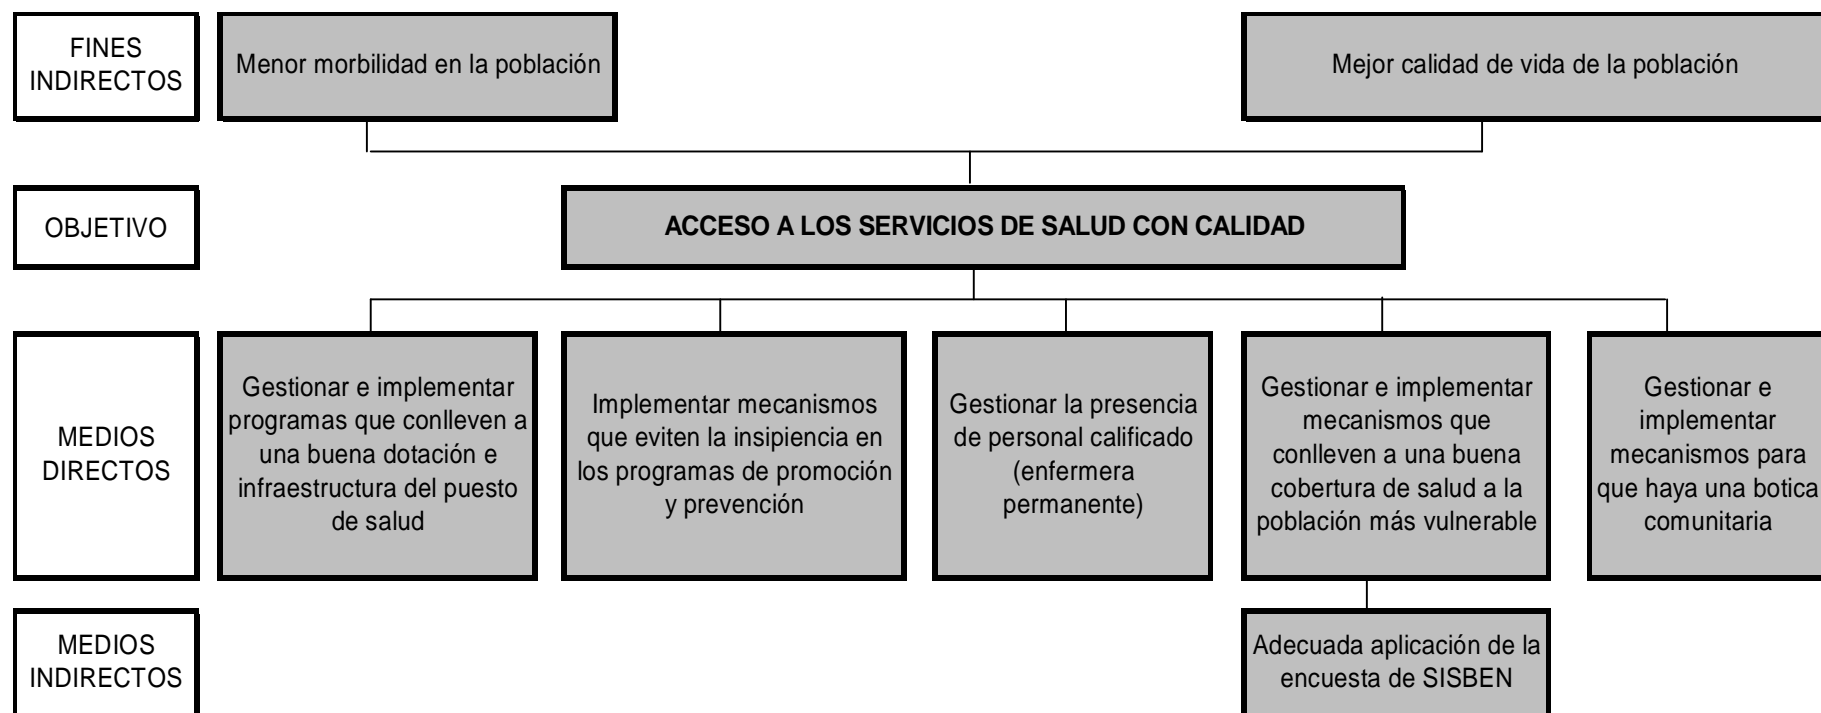 FINES
INDIRECTOS
Menor morbilidad en la población
Mejor calidad de vida de la población
OBJETIVO
ACCESO A LOS SERVICIOS DE SALUD CON CALIDAD
MEDIOS
DIRECTOS
Gestionar e implementar
programas que conlleven a
una buena dotación e
infraestructura del puesto
de salud
Implementar mecanismos
que eviten la insipiencia en
los programas de promoción
y prevención
Gestionar la presencia
de personal calificado
(enfermera
permanente)
Gestionar e implementar
mecanismos que
conlleven a una buena
cobertura de salud a la
población más vulnerable
Gestionar e
implementar
mecanismos para
que haya una botica
comunitaria
MEDIOS
INDIRECTOS
Adecuada aplicación de la
encuesta de SISBEN